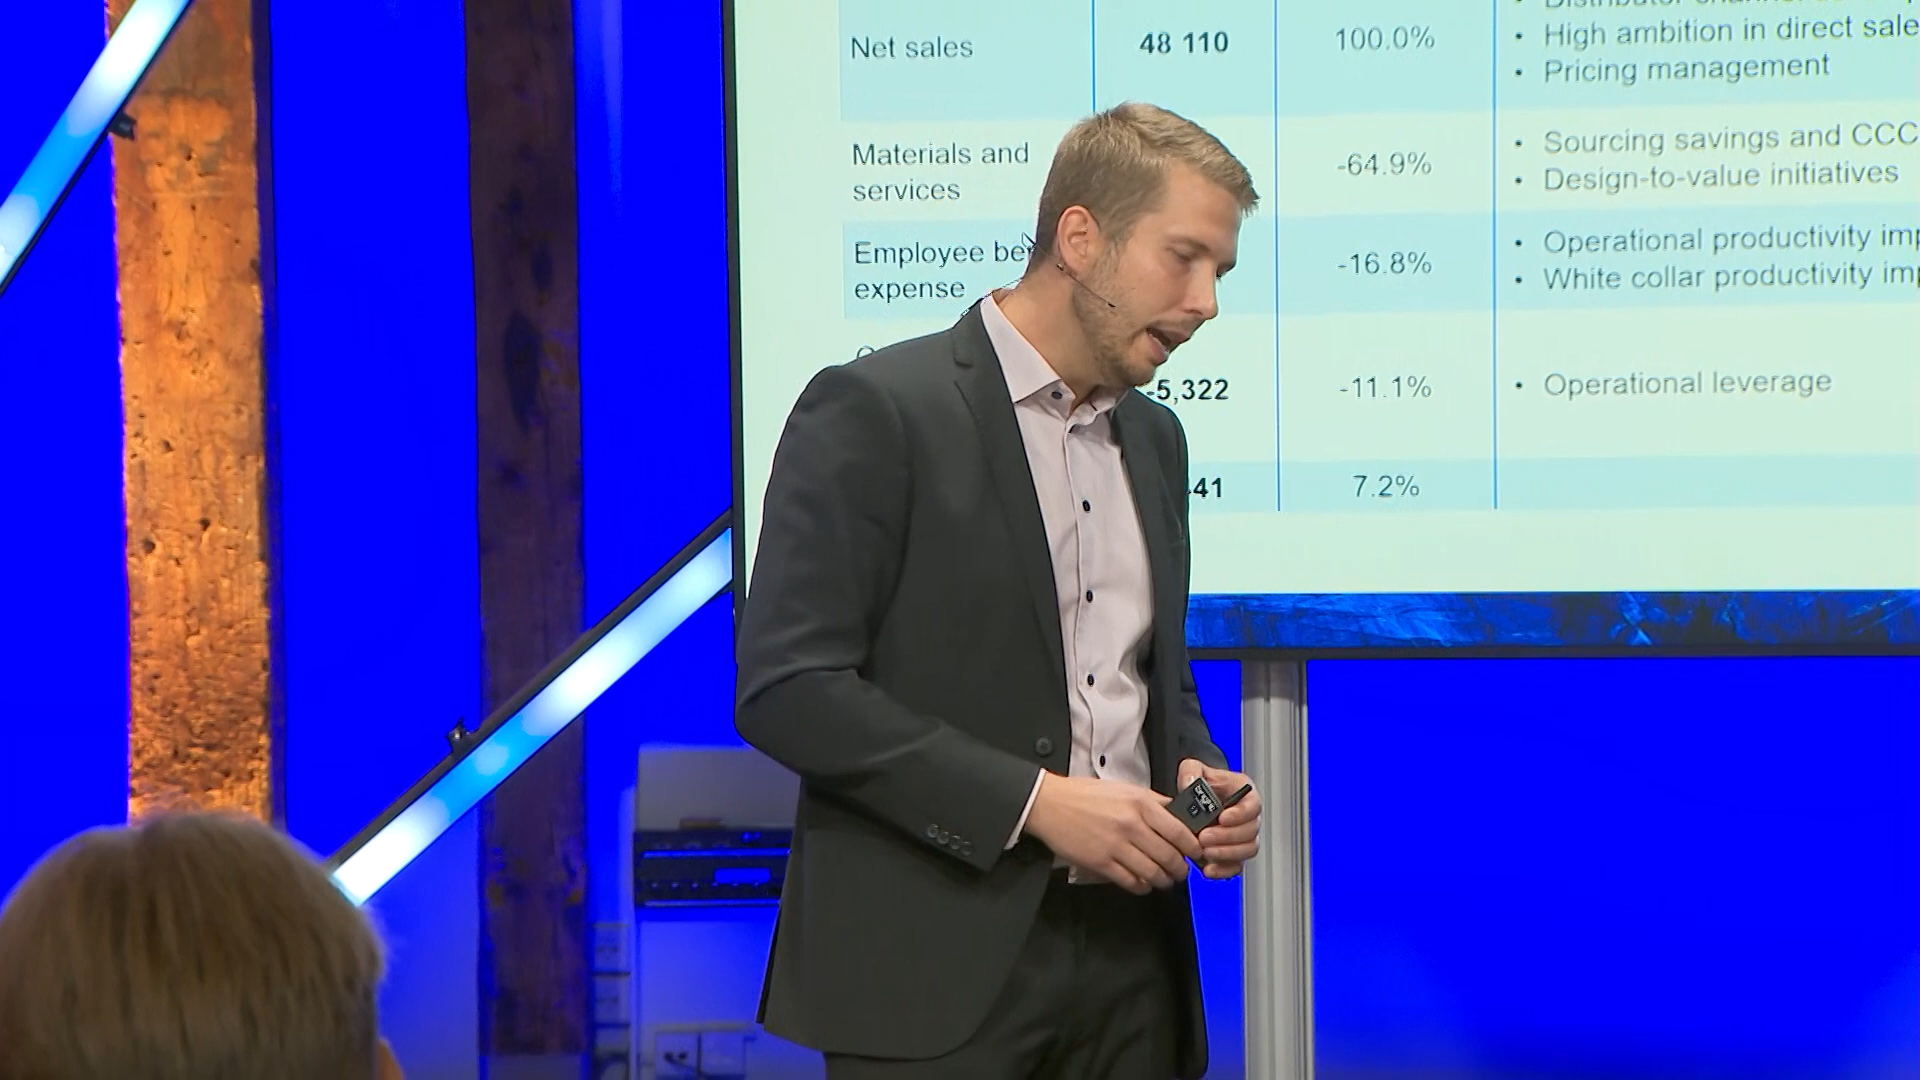 Net sales
48 110
100.0%
• High ambition in direct sale
• Pricing management
Materials and
services
-64.9%
• Sourcing savings and CCC
• Design-to-value initiatives
Employee be
expense
-16.8%
• Operational productivity imp
• White collar productivity imp
-5,322
-11.1%
• Operational leverage
41
7.2%